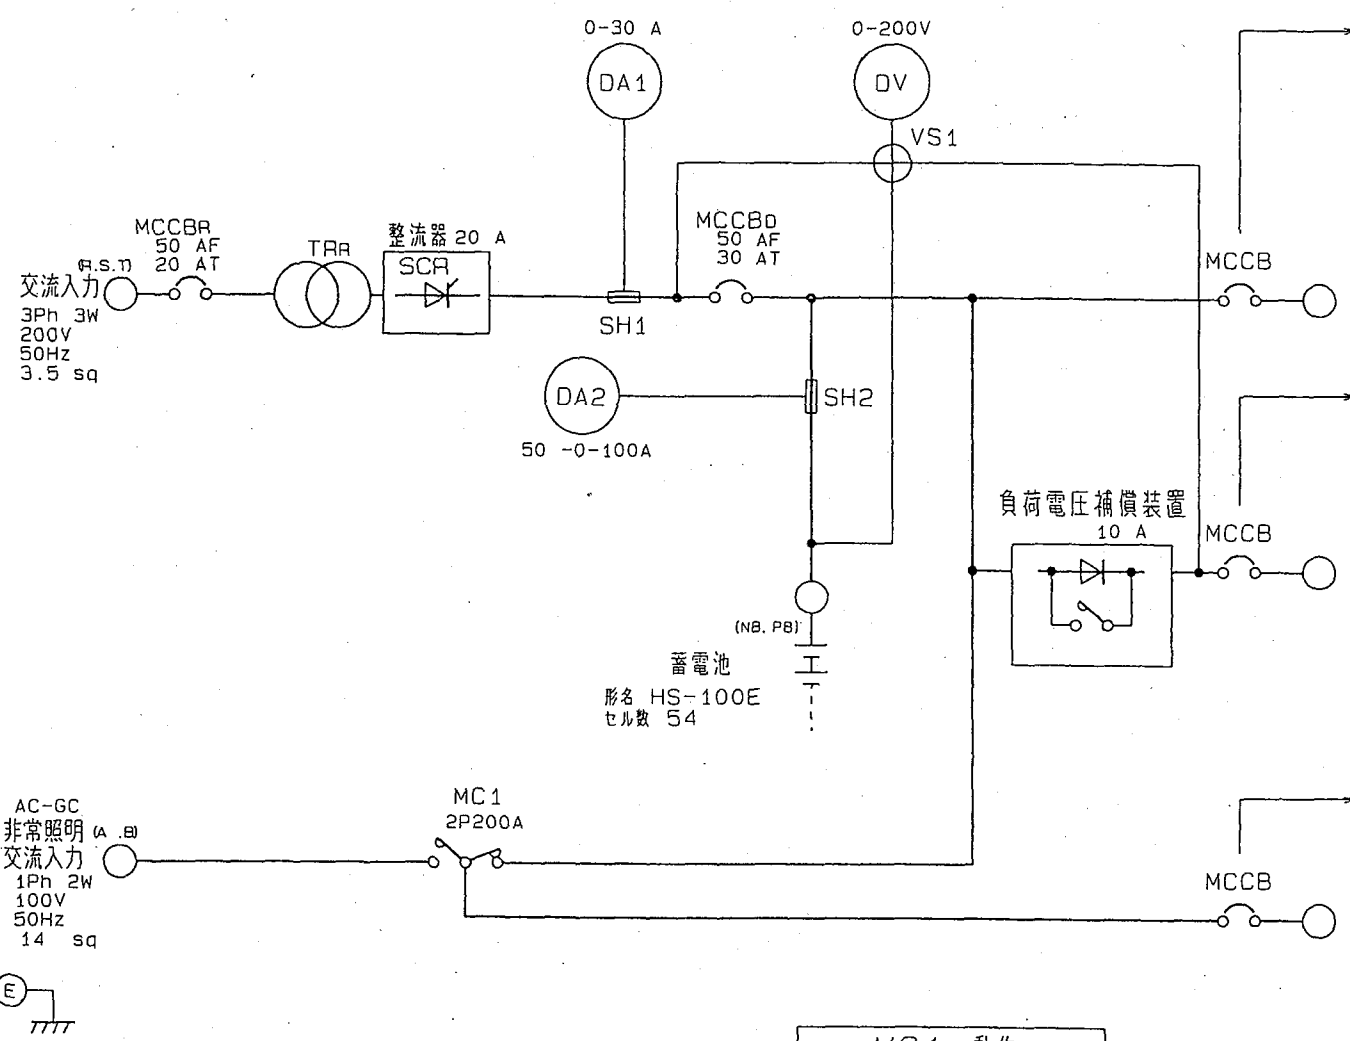 0-30 A
DA1
0-200V
DV
VS1
MCCBR
50 AF
20 AT
(R.S.T)
交流入力
3Ph 3W
200V
50Hz
3.5 sq
TRR
整流器 20 A
SCR
SH1
MCCBD
50 AF
30 AT
MCCB
DA2
50 -0-100A
SH2
負荷電圧補償装置
10 A
MCCB
(NB. PB)
蓄電池
形名 HS-100E
セル数 54
AC-GC
非常照明 (A .B)
交流入力
1Ph 2W
100V
50Hz
14 sq
MC1
2P200A
MCCB
E